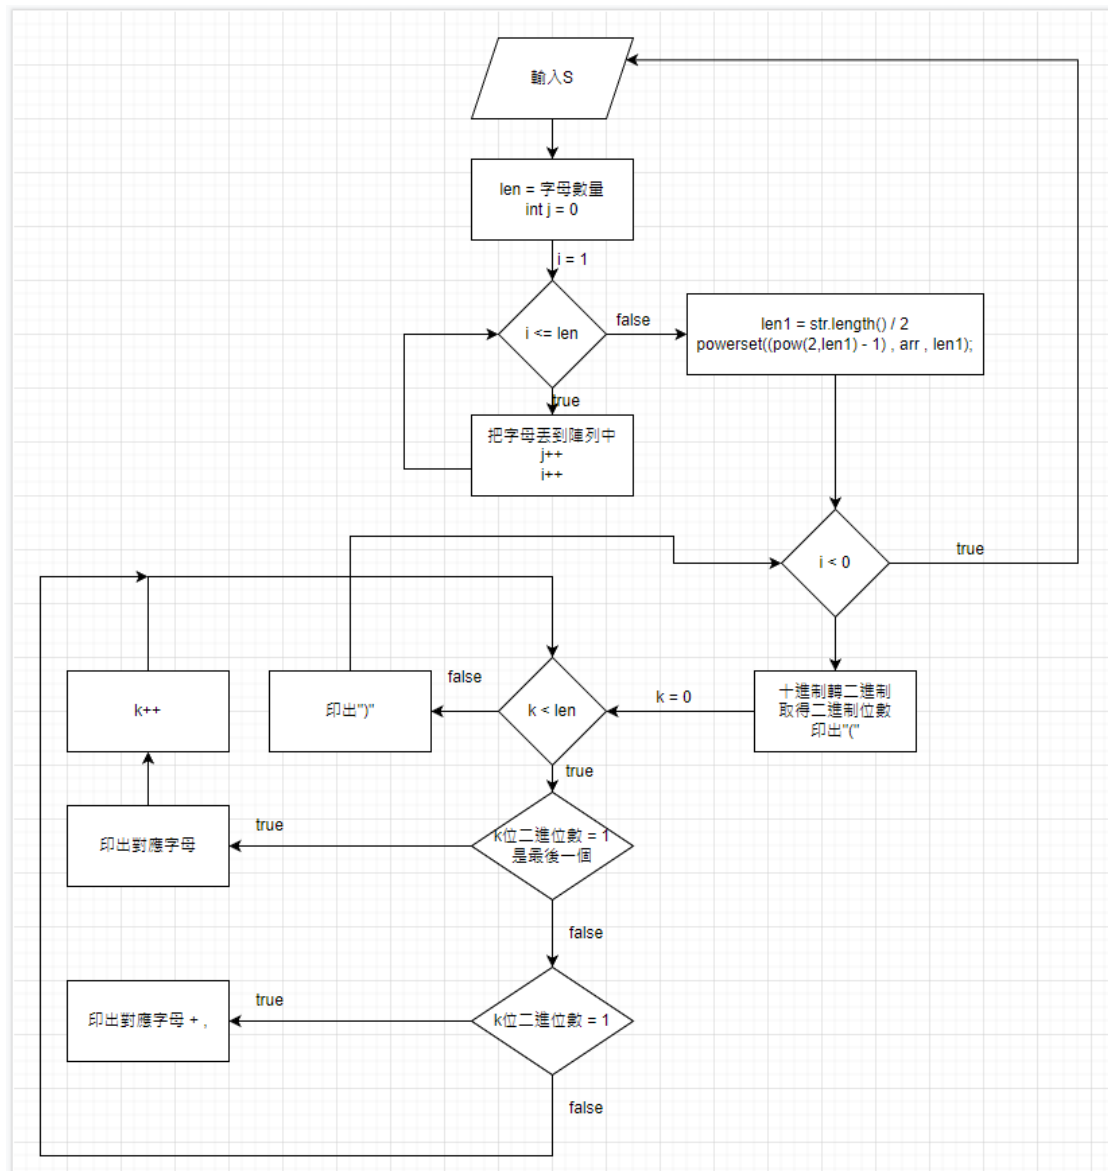 輸入S
len = 字母數量
int j = 0
i = 1
i <= len
false
len1 = str.length() / 2
powerset((pow(2,len1) - 1) , arr , len1);
true
把字母丟到陣列中
j++
i++
i < 0
true
十進制轉二進制
取得二進制位數
印出"("
k = 0
k < len
false
印出")"
k++
true
k位二進位數 = 1
是最後一個
true
印出對應字母
false
k位二進位數 = 1
true
印出對應字母 + ,
false